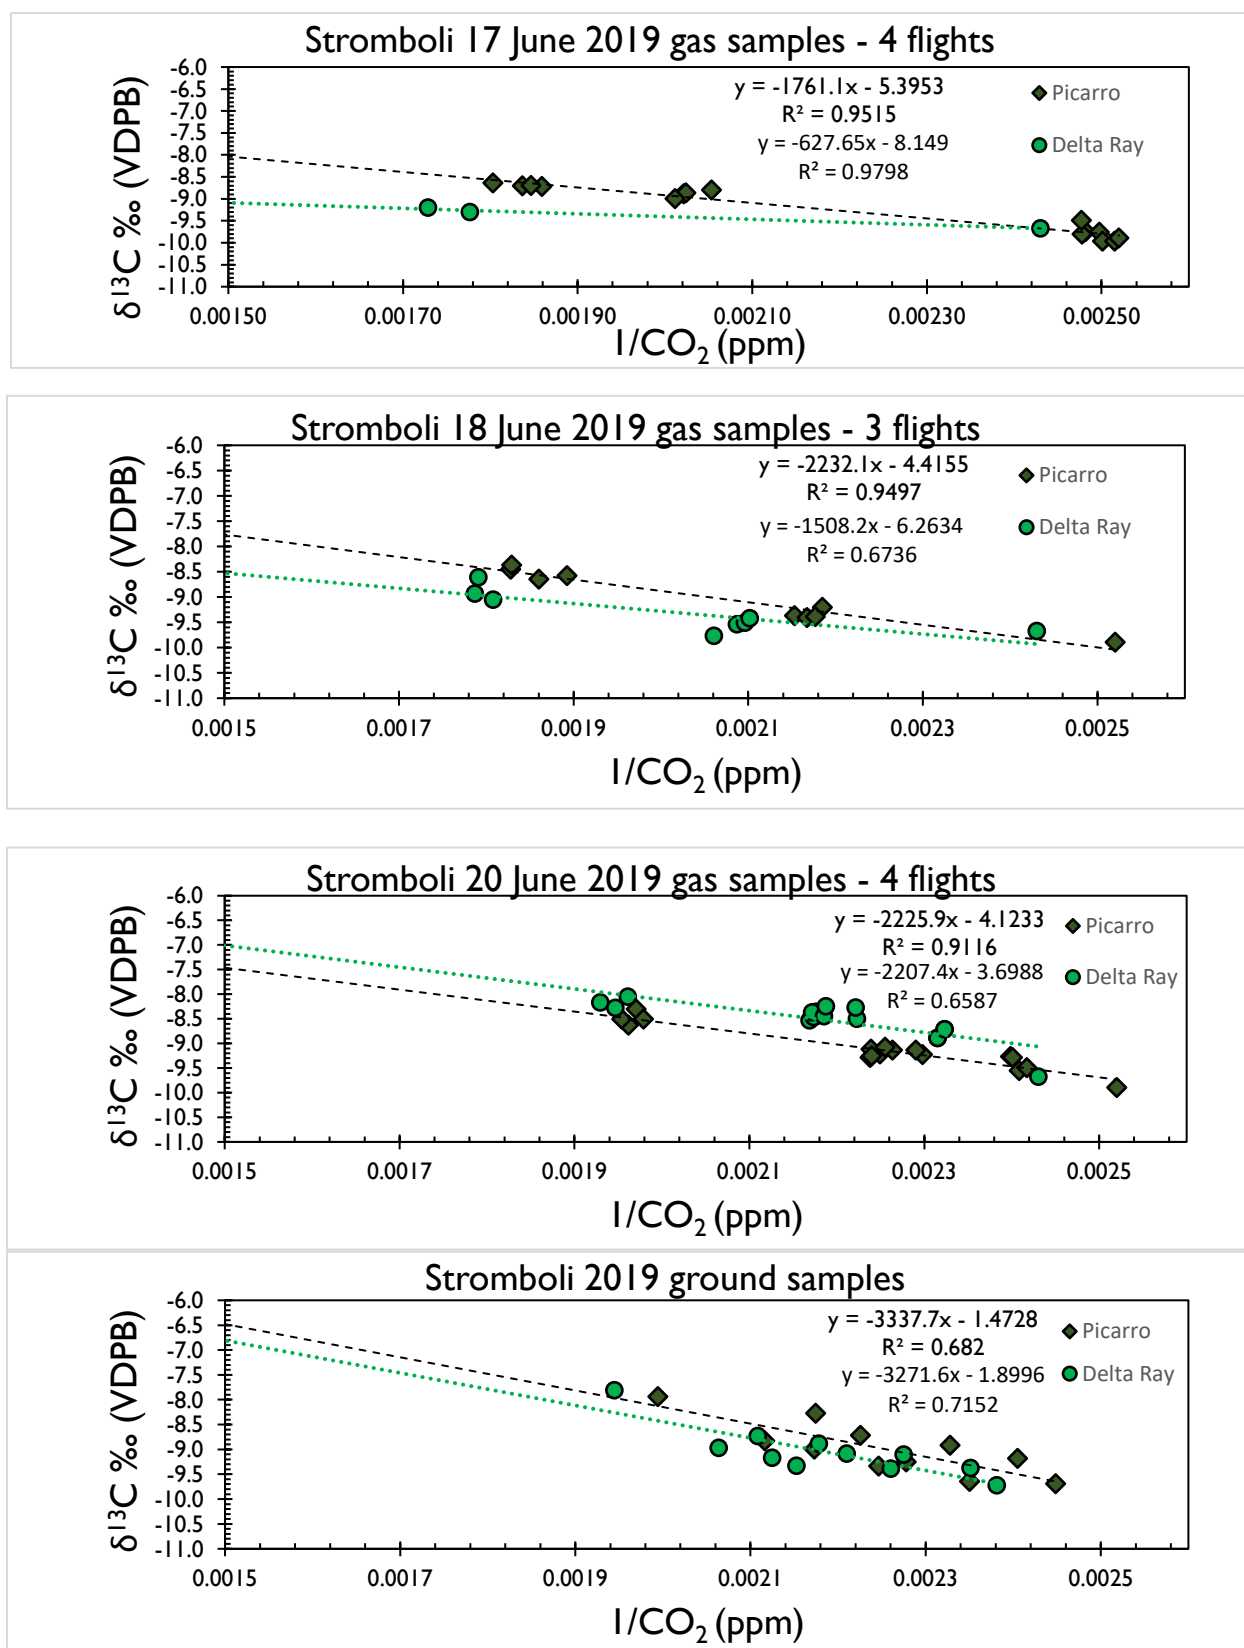 Stromboli 17 June 2019 gas samples - 4 flights
δ¹³C ‰ (VDPB)
-6.0
-6.5
-7.0
-7.5
-8.0
-8.5
-9.0
-9.5
-10.0
-10.5
-11.0
y = -1761.1x - 5.3953
R² = 0.9515
y = -627.65x - 8.149
R² = 0.9798
Picarro
Delta Ray
0.00150 0.00170 0.00190 0.00210 0.00230 0.00250
1/CO₂ (ppm)
Stromboli 18 June 2019 gas samples - 3 flights
δ¹³C ‰ (VDPB)
-6.0
-6.5
-7.0
-7.5
-8.0
-8.5
-9.0
-9.5
-10.0
-10.5
-11.0
y = -2232.1x - 4.4155
R² = 0.9497
y = -1508.2x - 6.2634
R² = 0.6736
Picarro
Delta Ray
0.0015 0.0017 0.0019 0.0021 0.0023 0.0025
1/CO₂ (ppm)
Stromboli 20 June 2019 gas samples - 4 flights
δ¹³C ‰ (VDPB)
-6.0
-6.5
-7.0
-7.5
-8.0
-8.5
-9.0
-9.5
-10.0
-10.5
-11.0
y = -2225.9x - 4.1233
R² = 0.9116
y = -2207.4x - 3.6988
R² = 0.6587
Picarro
Delta Ray
0.0015 0.0017 0.0019 0.0021 0.0023 0.0025
1/CO₂ (ppm)
Stromboli 2019 ground samples
δ¹³C ‰ (VDPB)
-6.0
-6.5
-7.0
-7.5
-8.0
-8.5
-9.0
-9.5
-10.0
-10.5
-11.0
y = -3337.7x - 1.4728
R² = 0.682
y = -3271.6x - 1.8996
R² = 0.7152
Picarro
Delta Ray
0.0015 0.0017 0.0019 0.0021 0.0023 0.0025
1/CO₂ (ppm)